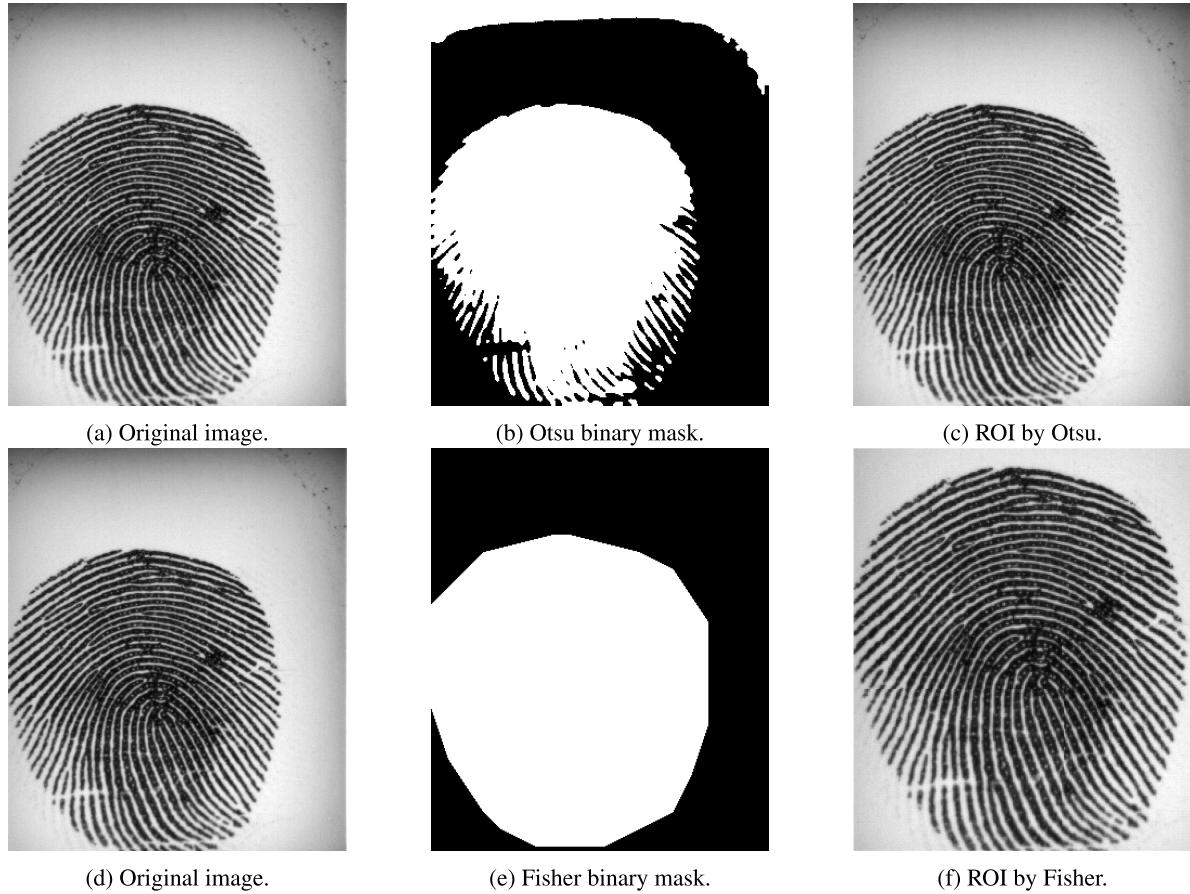 (a) Original image.
(b) Otsu binary mask.
(c) ROI by Otsu.
(d) Original image.
(e) Fisher binary mask.
(f) ROI by Fisher.